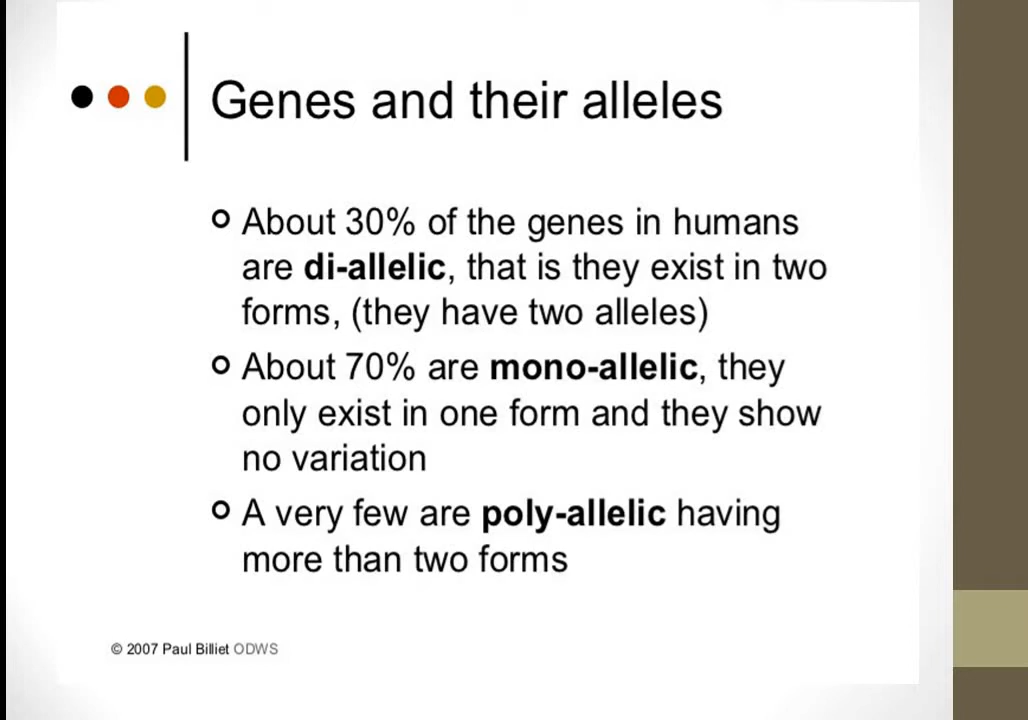 Genes and their alleles
About 30% of the genes in humans
are di-allelic, that is they exist in two
forms, (they have two alleles)
About 70% are mono-allelic, they
only exist in one form and they show
no variation
A very few are poly-allelic having
more than two forms
© 2007 Paul Billiet ODWS